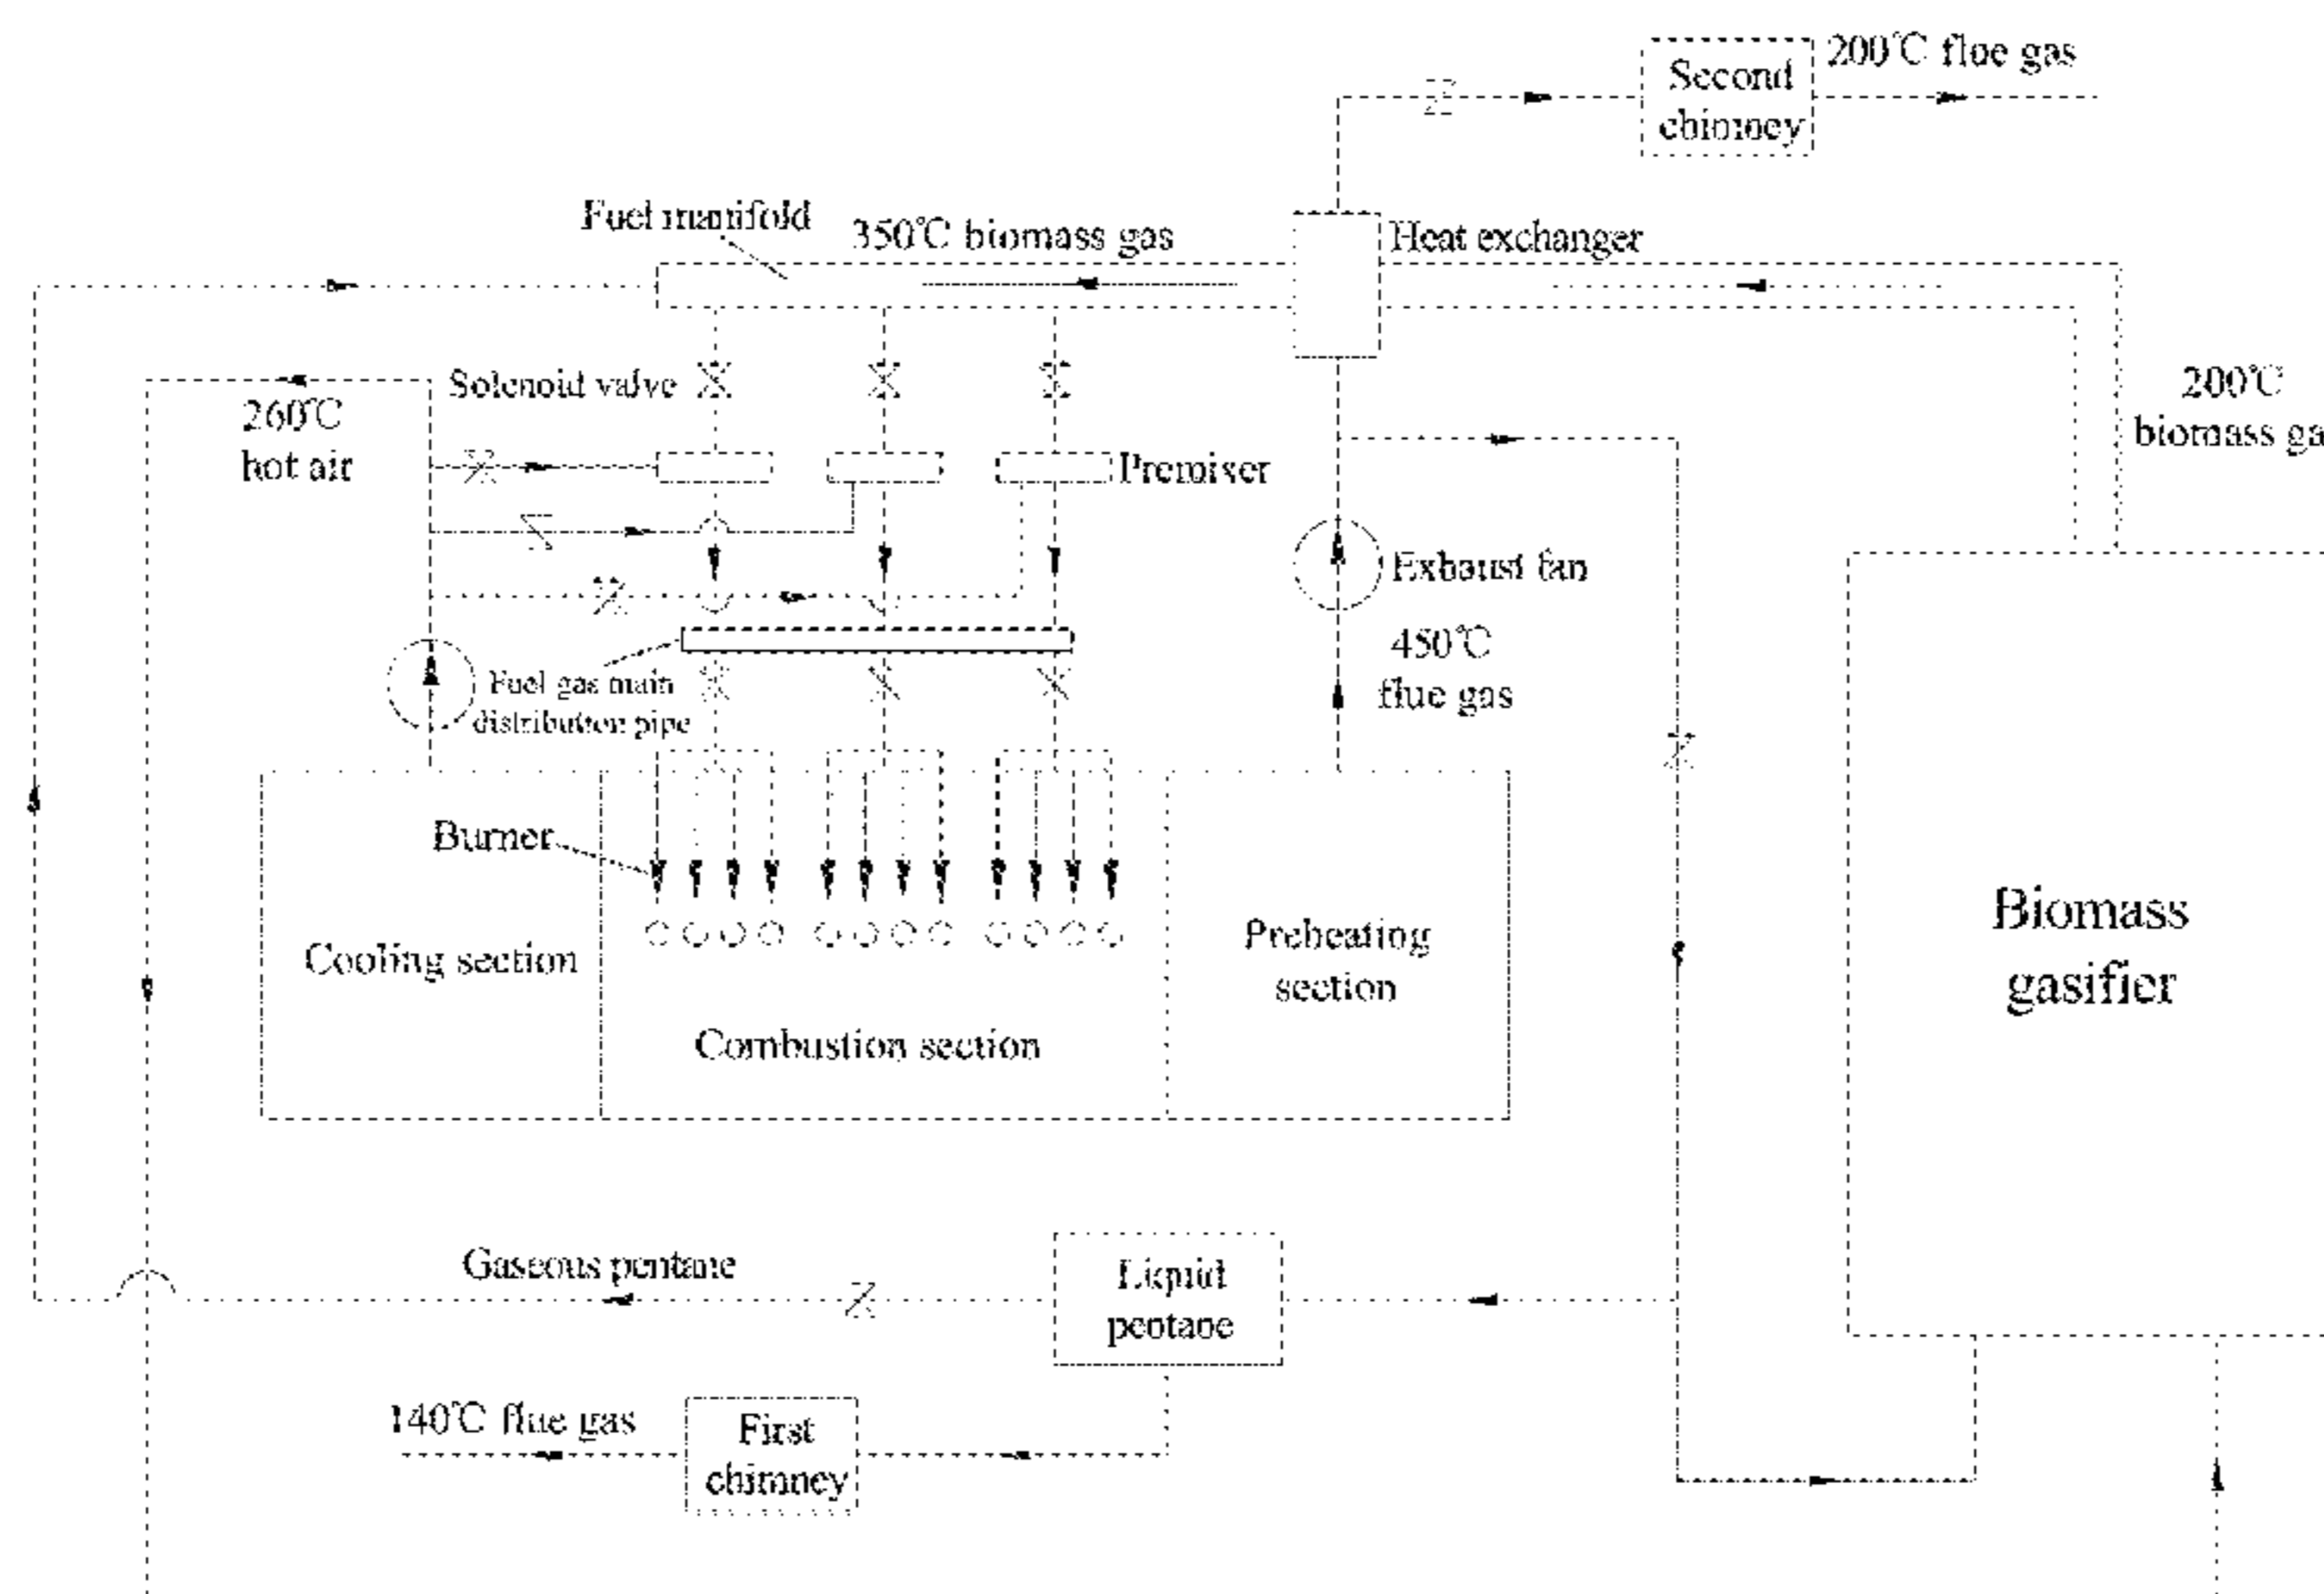 Second
chimney
200℃ flue gas
Fuel manifold
350℃ biomass gas
Heat exchanger
Solenoid valve
260℃
hot air
200℃
biomass ga
Premixer
Exhaust fan
450℃
flue gas
Fuel gas main
distribution pipe
Burner
Cooling section
Combustion section
Preheating
section
Biomass
gasifier
Gaseous pentane
Liquid
pentane
140℃ flue gas
First
chimney